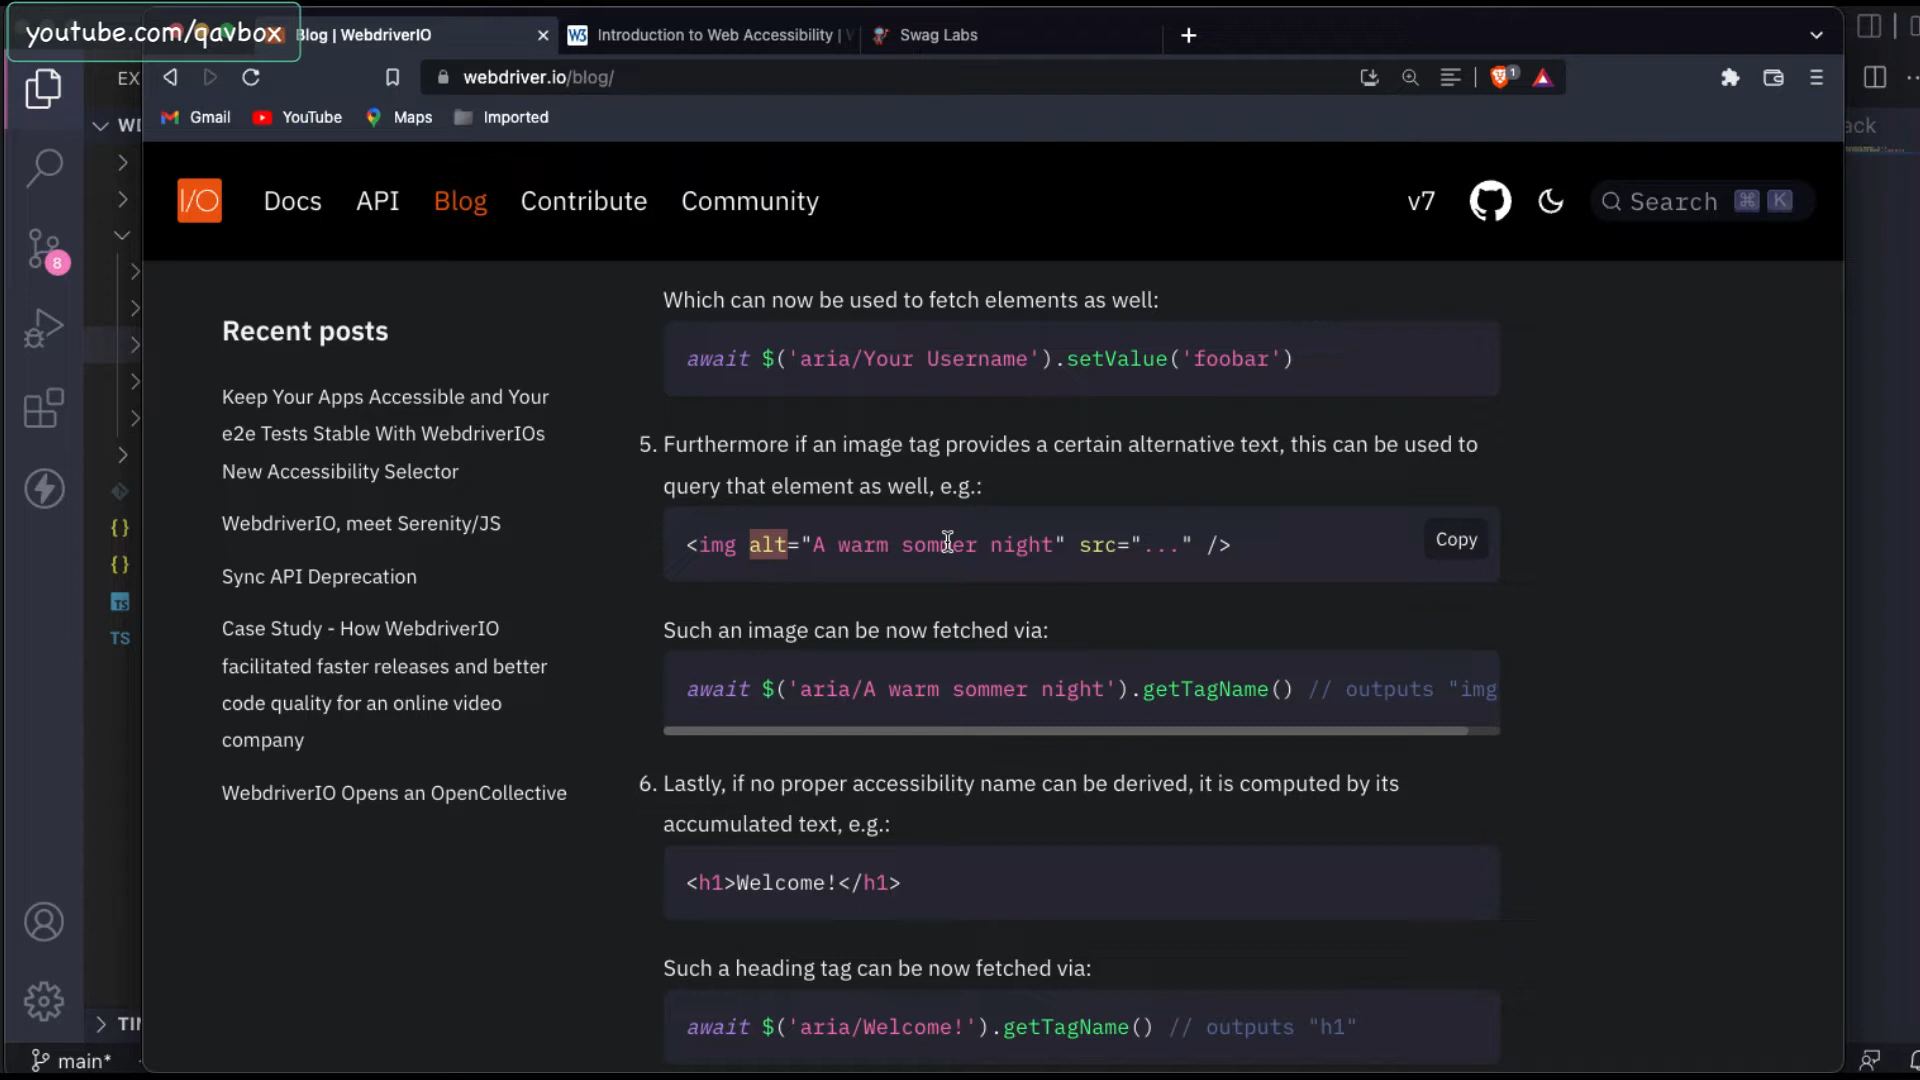 youtube.com/qavbox
Blog | WebdriverIO
Introduction to Web Accessibility |
Swag Labs
EX
webdriver.io/blog/
1
Gmail
YouTube
Maps
Imported
ack
I/O
Docs
API
Blog
Contribute
Community
v7
Search ⌘ K
8
Recent posts
Keep Your Apps Accessible and Your
e2e Tests Stable With WebdriverIOs
New Accessibility Selector
WebdriverIO, meet Serenity/JS
Sync API Deprecation
Case Study - How WebdriverIO
facilitated faster releases and better
code quality for an online video
company
WebdriverIO Opens an OpenCollective
Which can now be used to fetch elements as well:
await $('aria/Your Username').setValue('foobar')
5. Furthermore if an image tag provides a certain alternative text, this can be used to
query that element as well, e.g.:
<img alt="A warm sommer night" src="..." />
Copy
Such an image can be now fetched via:
await $('aria/A warm sommer night').getTagName() // outputs "img
6. Lastly, if no proper accessibility name can be derived, it is computed by its
accumulated text, e.g.:
<h1>Welcome!</h1>
Such a heading tag can be now fetched via:
await $('aria/Welcome!').getTagName() // outputs "h1"
{}
{}
TS
TS
TI
main*